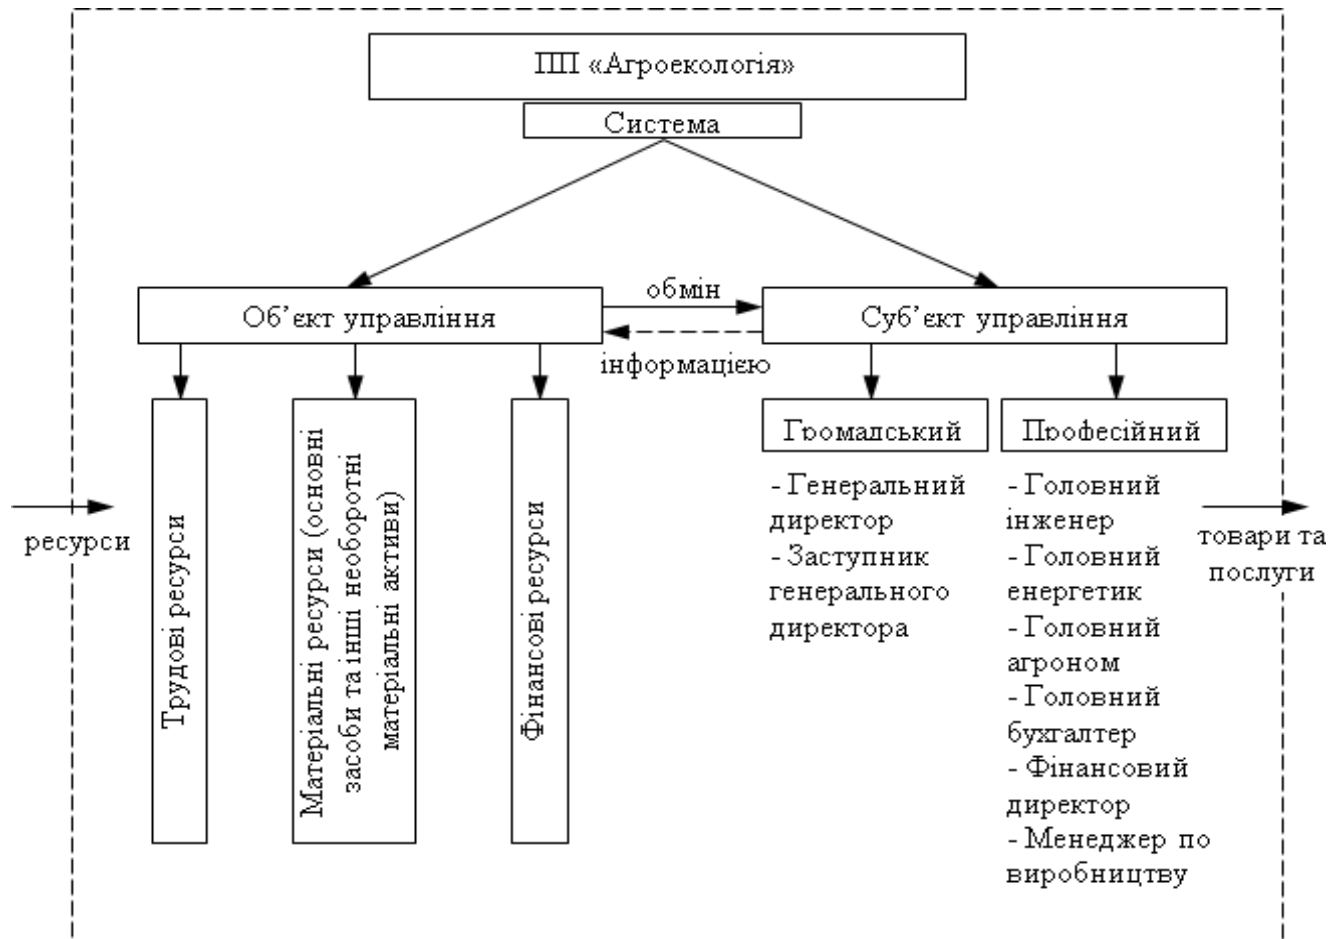 ПП «Агроекологія»
Система
обмін
Об’єкт управління
Суб’єкт управління
інформацією
Трудові ресурси
Матеріальні ресурси (основні
засоби та інші необоротні
матеріальні активи)
Фінансові ресурси
Громадський
Професійний
- Генеральний
директор
- Заступник
генерального
директора
- Головний
інженер
- Головний
енергетик
- Головний
агроном
- Головний
бухгалтер
- Фінансовий
директор
- Менеджер по
виробництву
ресурси
товари та
послуги